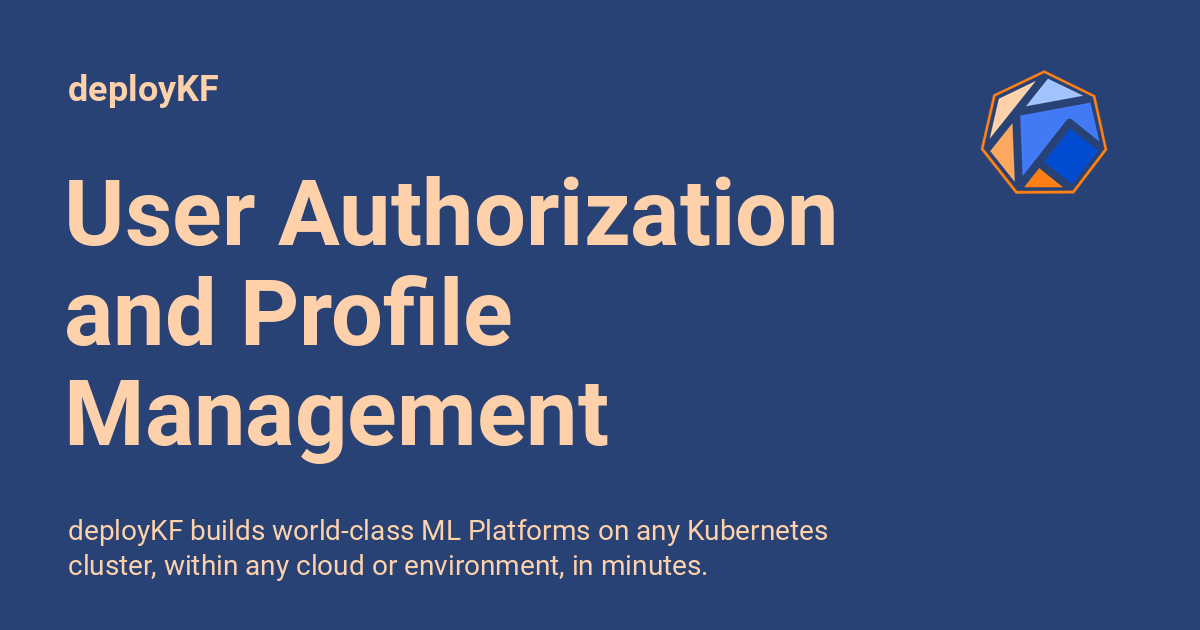 deployKF
User Authorization
and Profile
Management
deployKF builds world-class ML Platforms on any Kubernetes
cluster, within any cloud or environment, in minutes.